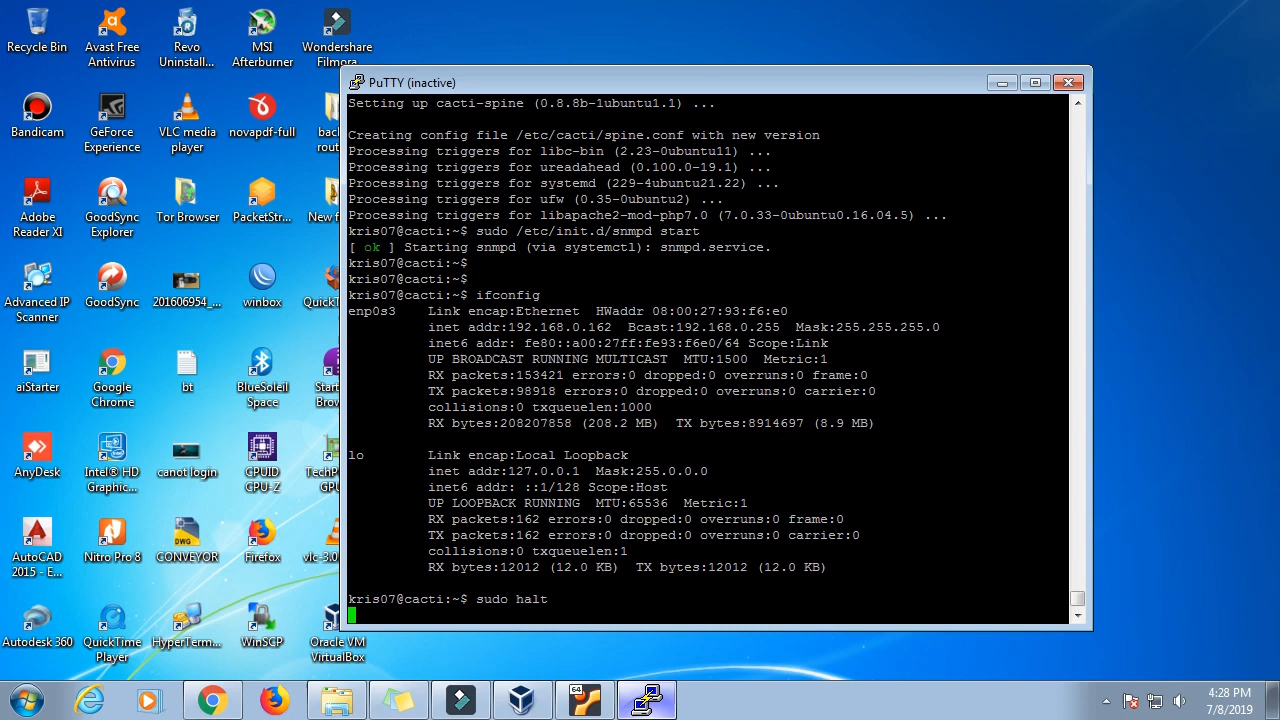 Recycle Bin
Avast Free
Antivirus
Revo
Uninstall...
MSI
Afterburner
Wondershare
Filmora
Bandicam
GeForce
Experience
VLC media
player
novapdf-full
Adobe
Reader XI
GoodSync
Explorer
Tor Browser
PacketStr...
New f
Advanced IP
Scanner
GoodSync
201606954_...
winbox
QuickT
aiStarter
Google
Chrome
bt
BlueSoleil
Space
Start
Brow
AnyDesk
Intel® HD
Graphic...
canot login
CPUID
CPU-Z
TechP
GPU
AutoCAD
2015 - E...
Nitro Pro 8
CONVEYOR
Firefox
vlc-3.0
Autodesk 360
QuickTime
Player
HyperTerm...
WinSCP
Oracle VM
VirtualBox
PuTTY (inactive)
Setting up cacti-spine (0.8.8b-1ubuntu1.1) ...
Creating config file /etc/cacti/spine.conf with new version
Processing triggers for libc-bin (2.23-0ubuntu11) ...
Processing triggers for ureadahead (0.100.0-19.1) ...
Processing triggers for systemd (229-4ubuntu21.22) ...
Processing triggers for ufw (0.35-0ubuntu2) ...
Processing triggers for libapache2-mod-php7.0 (7.0.33-0ubuntu0.16.04.5) ...
kris07@cacti:~$ sudo /etc/init.d/snmpd start
[ ok ] Starting snmpd (via systemctl): snmpd.service.
kris07@cacti:~$
kris07@cacti:~$
kris07@cacti:~$ ifconfig
enp0s3    Link encap:Ethernet  HWaddr 08:00:27:93:f6:e0
inet addr:192.168.0.162  Bcast:192.168.0.255  Mask:255.255.255.0
inet6 addr: fe80::a00:27ff:fe93:f6e0/64 Scope:Link
UP BROADCAST RUNNING MULTICAST  MTU:1500  Metric:1
RX packets:153421 errors:0 dropped:0 overruns:0 frame:0
TX packets:98918 errors:0 dropped:0 overruns:0 carrier:0
collisions:0 txqueuelen:1000
RX bytes:208207858 (208.2 MB)  TX bytes:8914697 (8.9 MB)
lo        Link encap:Local Loopback
inet addr:127.0.0.1  Mask:255.0.0.0
inet6 addr: ::1/128 Scope:Host
UP LOOPBACK RUNNING  MTU:65536  Metric:1
RX packets:162 errors:0 dropped:0 overruns:0 frame:0
TX packets:162 errors:0 dropped:0 overruns:0 carrier:0
collisions:0 txqueuelen:1
RX bytes:12012 (12.0 KB)  TX bytes:12012 (12.0 KB)
kris07@cacti:~$ sudo halt
64
4:28 PM
7/8/2019